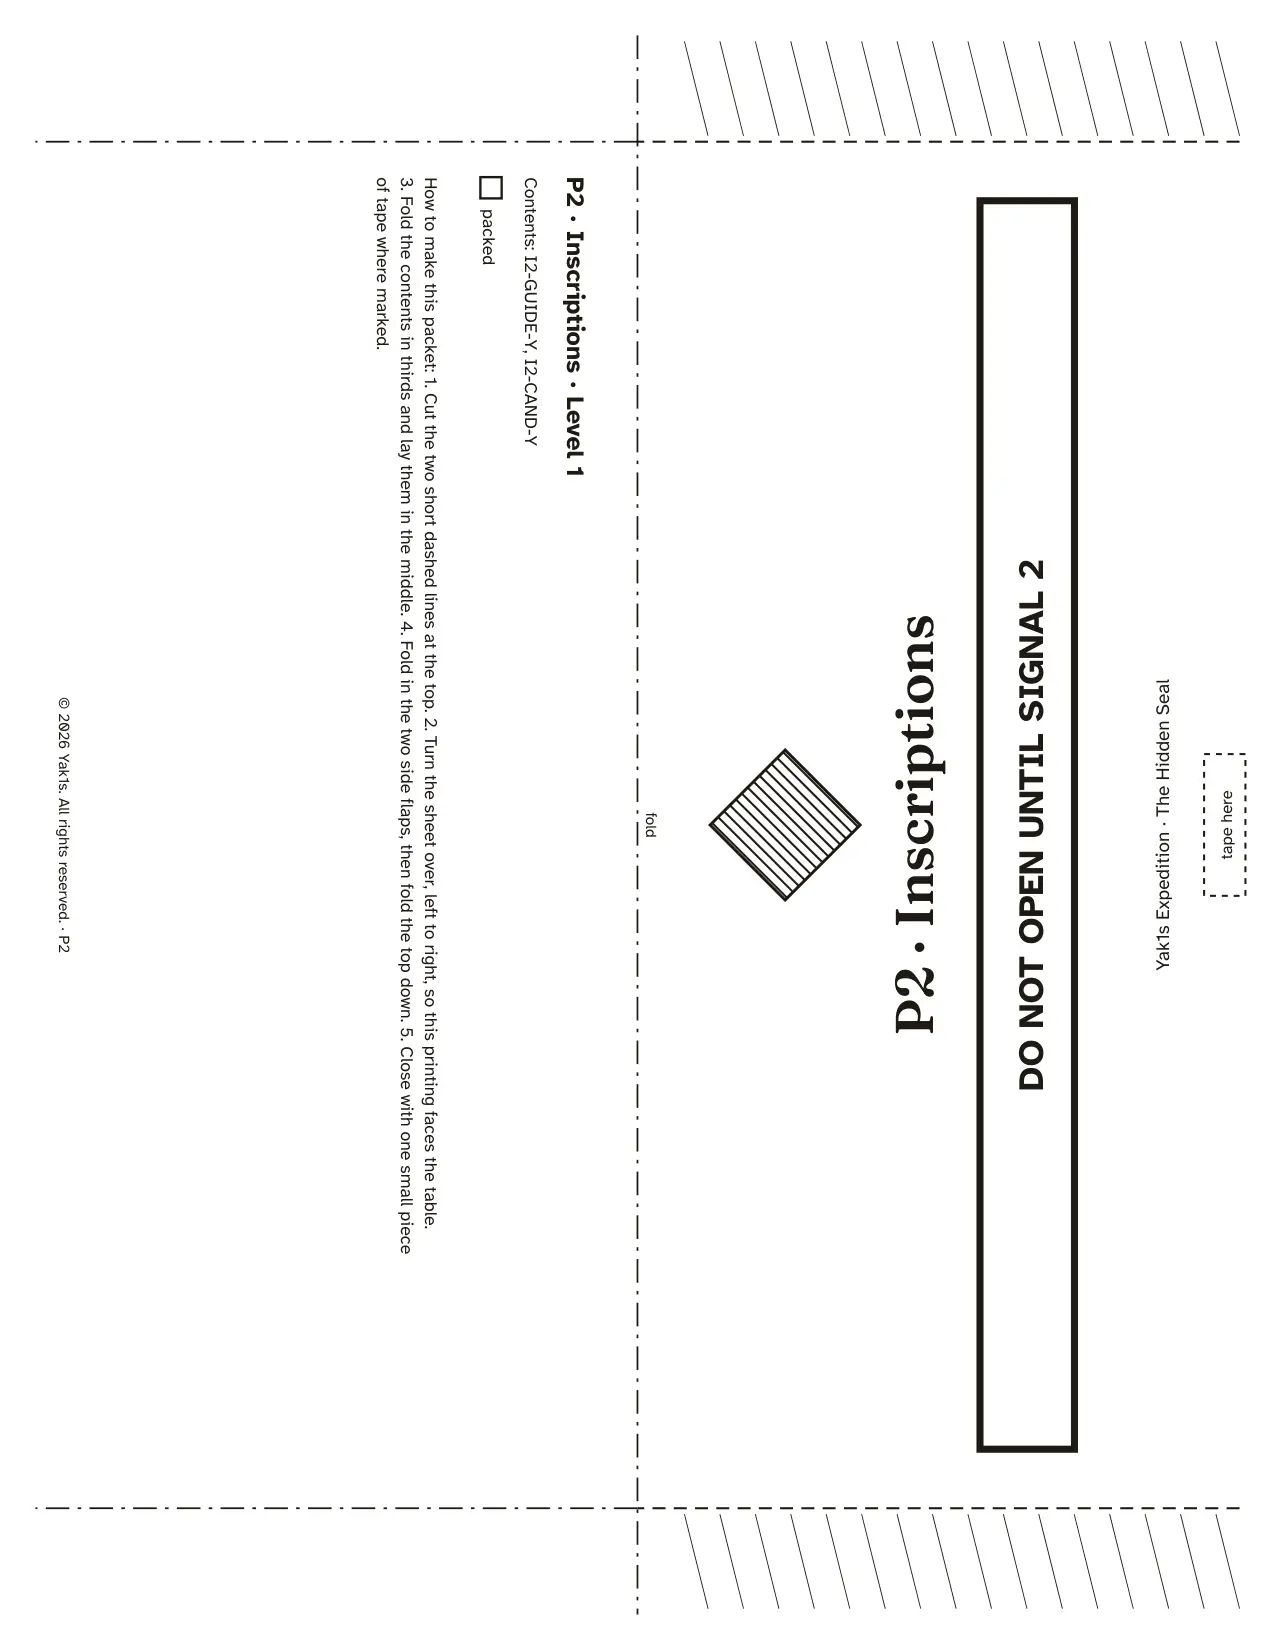 Yak1s Expedition · The Hidden Seal
tape here
DO NOT OPEN UNTIL SIGNAL 2
P2 · Inscriptions
fold
P2 · Inscriptions · Level 1
Contents: I2-GUIDE-Y, I2-CAND-Y
packed
How to make this packet: 1. Cut the two short dashed lines at the top. 2. Turn the sheet over, left to right, so this printing faces the table.
3. Fold the contents in thirds and lay them in the middle. 4. Fold in the two side flaps, then fold the top down. 5. Close with one small piece
of tape where marked.
© 2026 Yak1s. All rights reserved. · P2